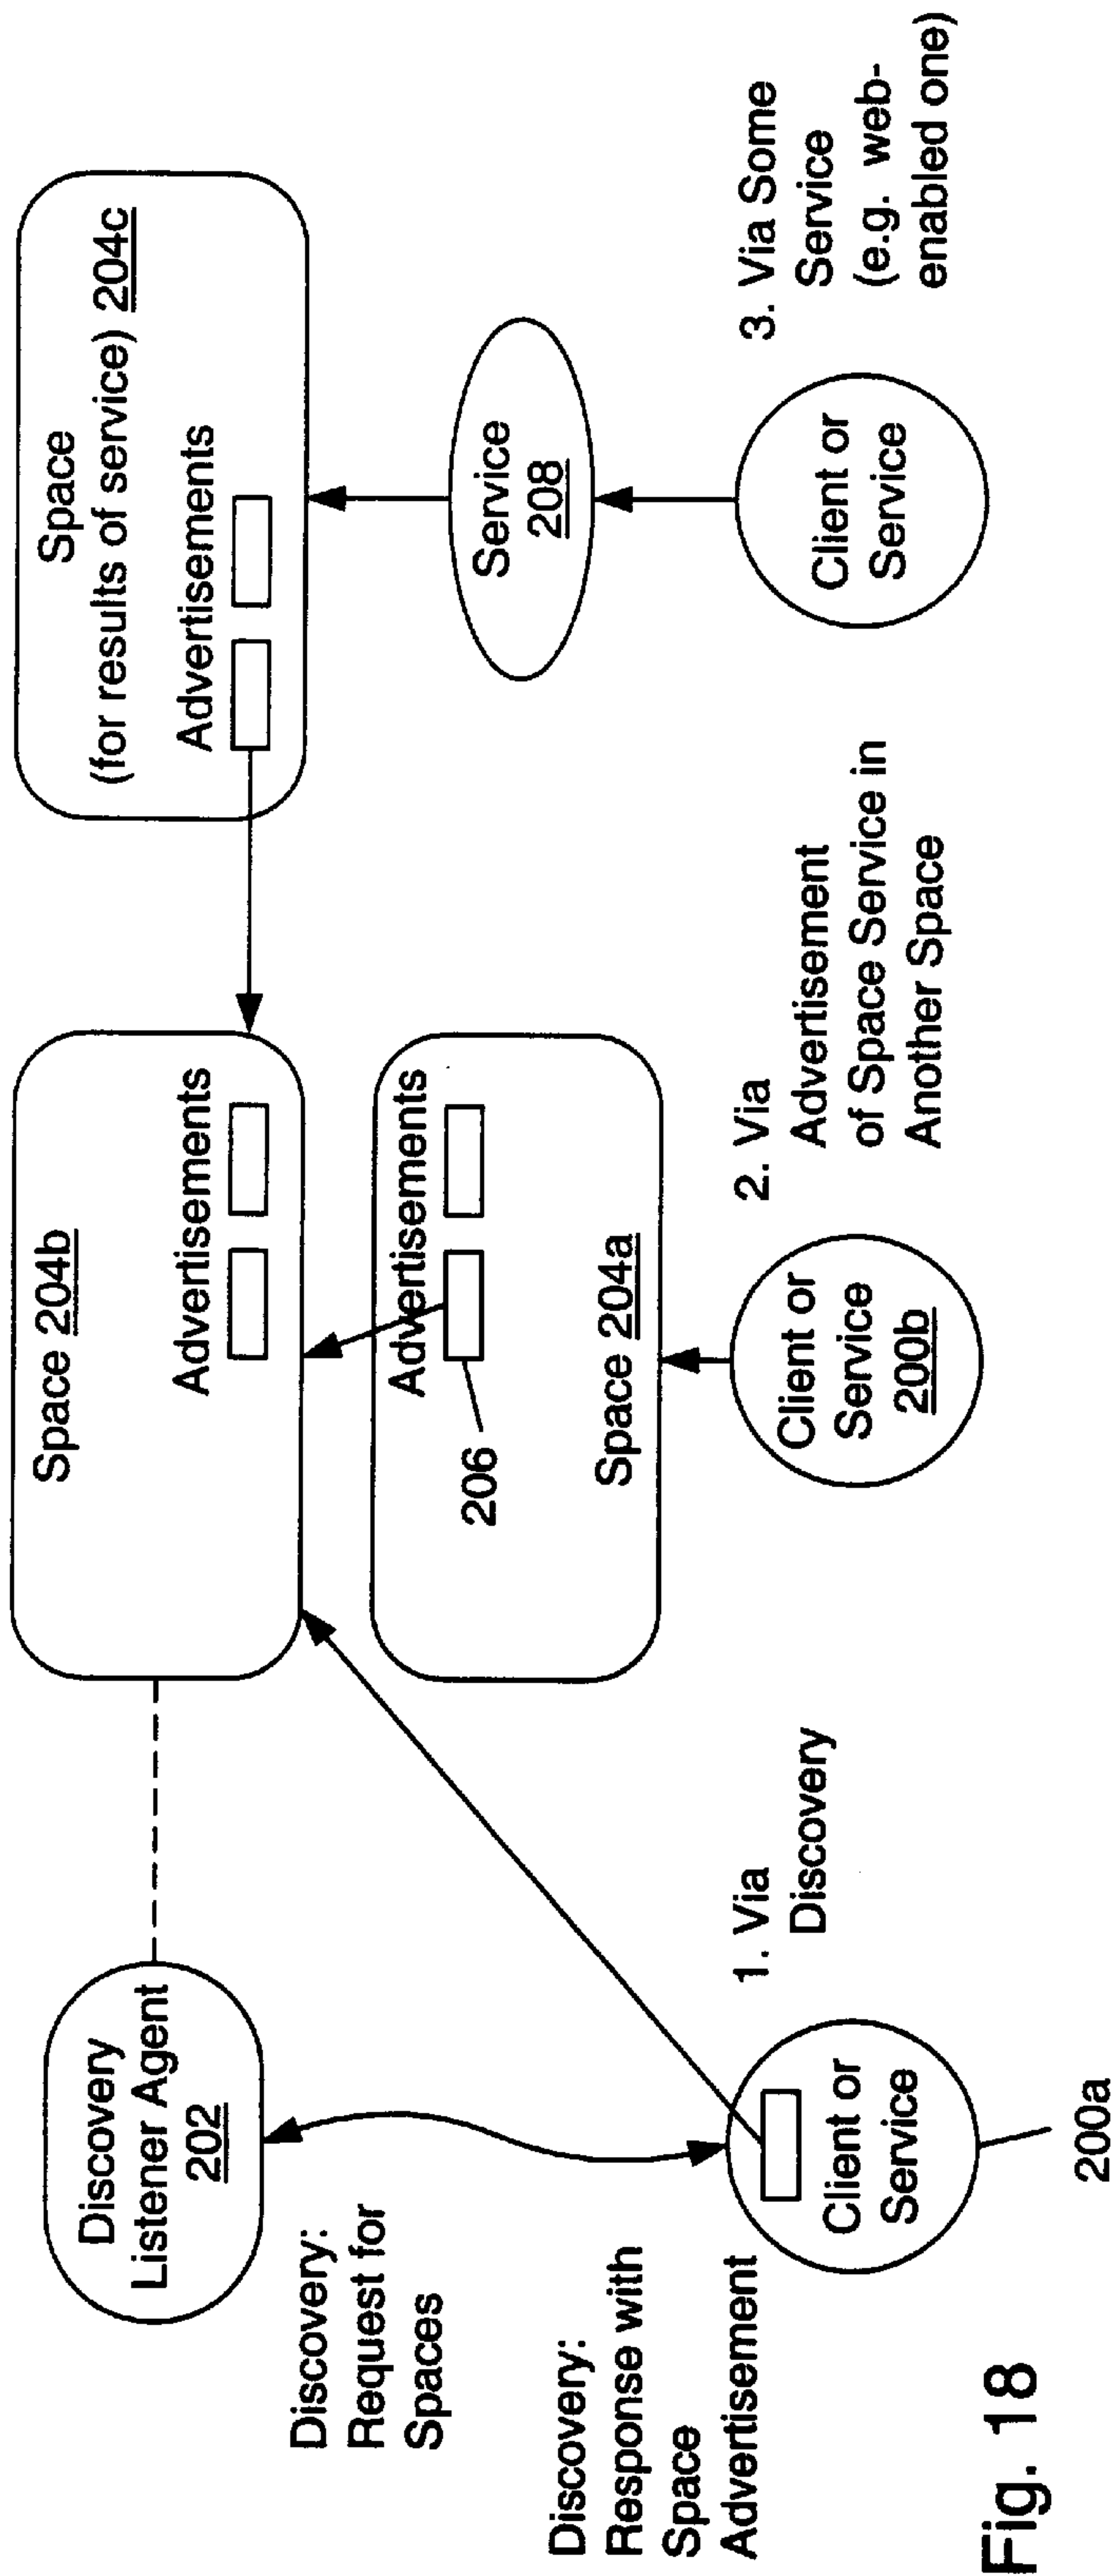 Discovery
Listener Agent
202
Discovery:
Request for
Spaces
Discovery:
Response with
Space
Advertisement
Client or
Service
200a
1. Via
Discovery
Space 204b
Advertisements
Advertisements
206
Space 204a
Client or
Service
200b
2. Via
Advertisement
of Space Service in
Another Space
Space
(for results of service) 204c
Advertisements
Service
208
Client or
Service
3. Via Some
Service
(e.g. web-
enabled one)
Fig. 18